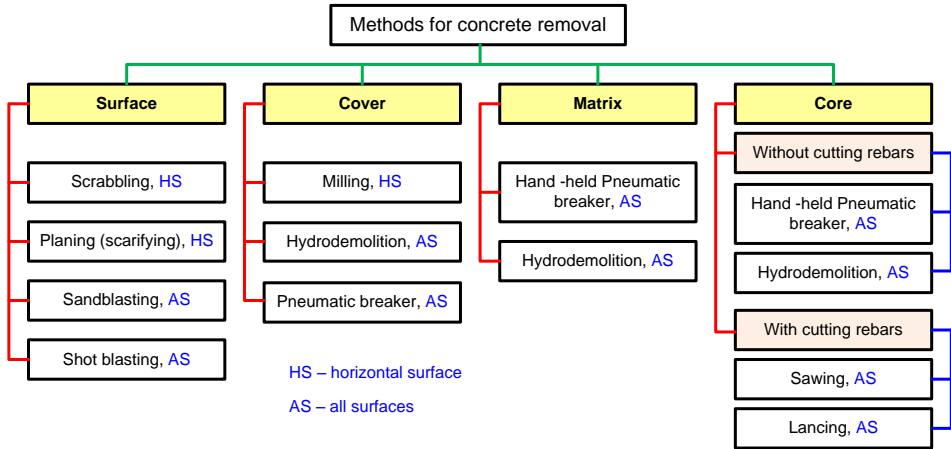 Methods for concrete removal
Surface
Scrabbling, HS
Planing (scarifying), HS
Sandblasting, AS
Shot blasting, AS
Cover
Milling, HS
Hydrodemolition, AS
Pneumatic breaker, AS
HS – horizontal surface
AS – all surfaces
Matrix
Hand -held Pneumatic
breaker, AS
Hydrodemolition, AS
Core
Without cutting rebars
Hand -held Pneumatic
breaker, AS
Hydrodemolition, AS
With cutting rebars
Sawing, AS
Lancing, AS